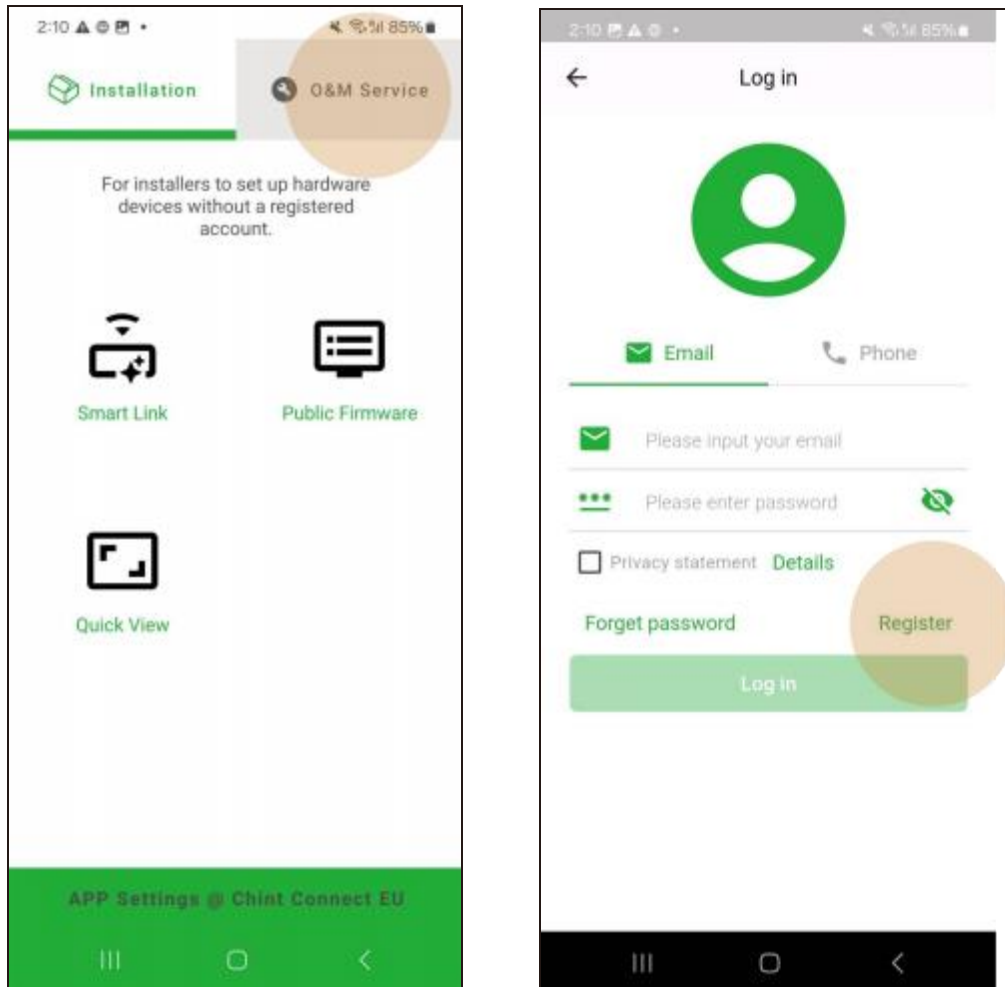 2:10
85%
Installation
O&M Service
For installers to set up hardware
devices without a registered
account.
Smart Link
Public Firmware
Quick View
APP Settings @ Chint Connect EU
2:10
85%
Log in
Email
Phone
Please input your email
Please enter password
Privacy statement Details
Forget password
Register
Log in